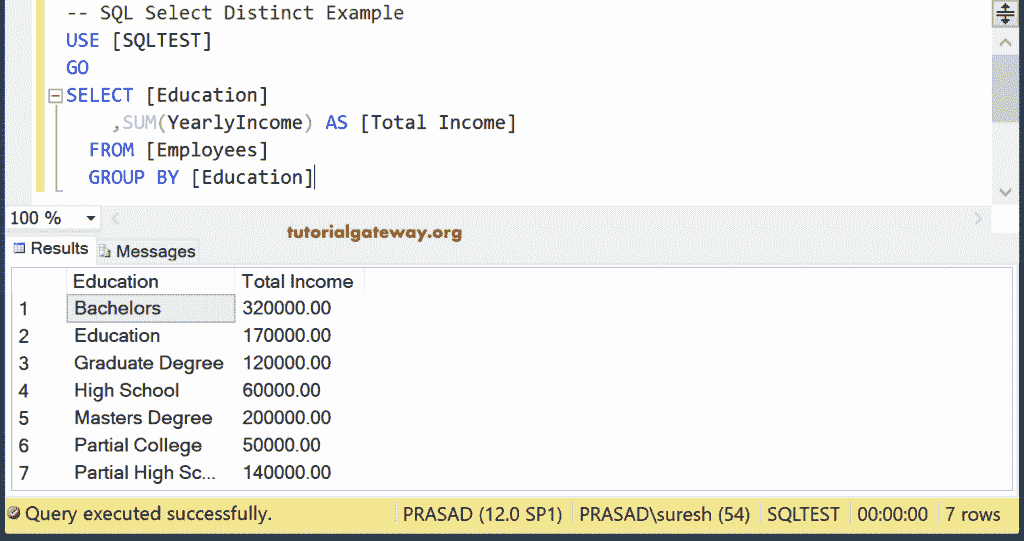 -- SQL Select Distinct Example
USE [SQLTEST]
GO
SELECT [Education]
,SUM(YearlyIncome) AS [Total Income]
FROM [Employees]
GROUP BY [Education]
100 %
tutorialgateway.org
Results Messages
Education Total Income
1 Bachelors 320000.00
2 Education 170000.00
3 Graduate Degree 120000.00
4 High School 60000.00
5 Masters Degree 200000.00
6 Partial College 50000.00
7 Partial High Sc... 140000.00
Query executed successfully. PRASAD (12.0 SP1) PRASAD\suresh (54) SQLTEST 00:00:00 7 rows